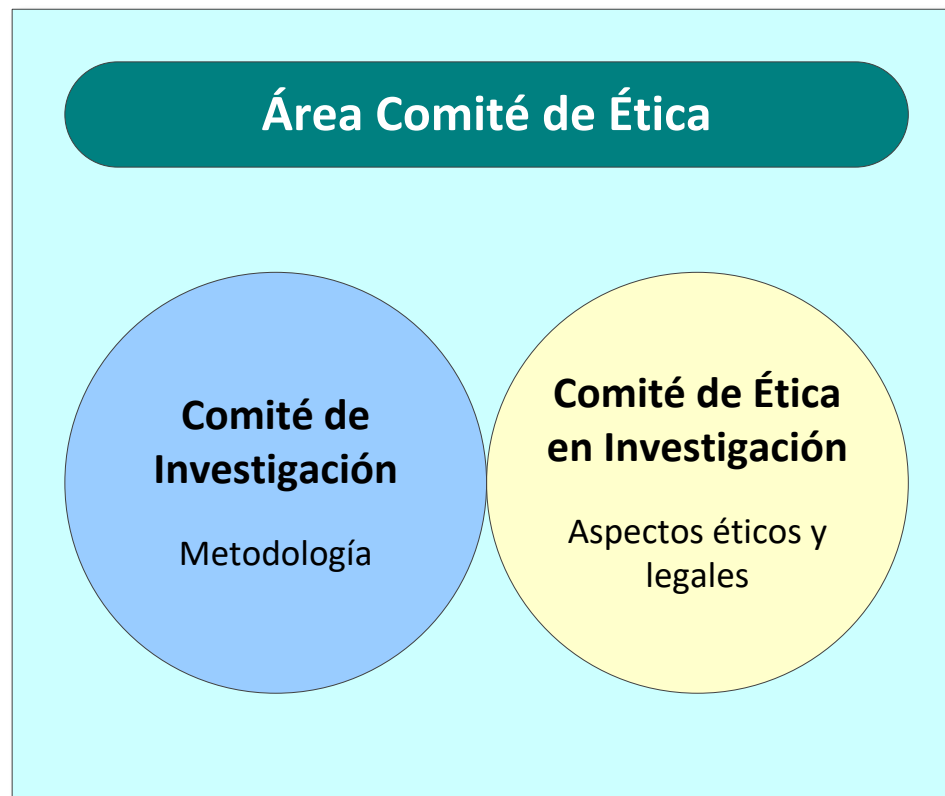 Área Comité de Ética
Comité de
Investigación
Metodología
Comité de Ética
en Investigación
Aspectos éticos y
legales